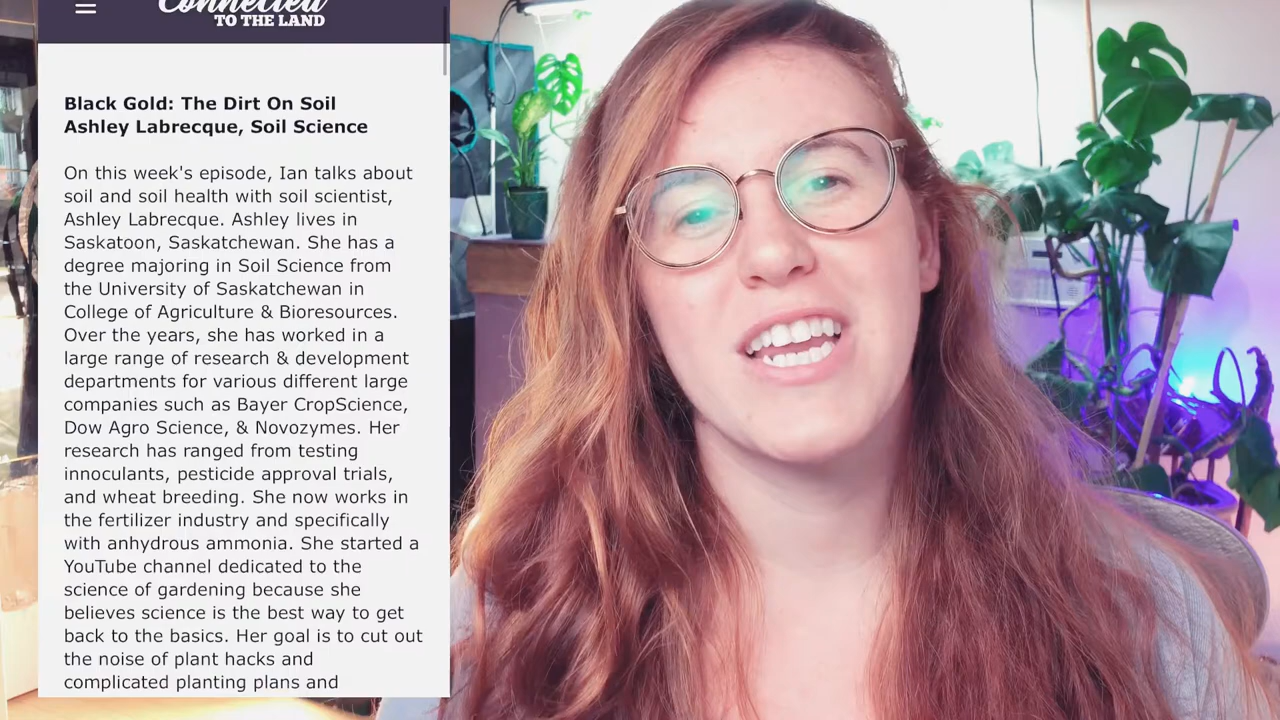 Connected
TO THE LAND
Black Gold: The Dirt On Soil
Ashley Labrecque, Soil Science
On this week's episode, Ian talks about
soil and soil health with soil scientist,
Ashley Labrecque. Ashley lives in
Saskatoon, Saskatchewan. She has a
degree majoring in Soil Science from
the University of Saskatchewan in
College of Agriculture & Bioresources.
Over the years, she has worked in a
large range of research & development
departments for various different large
companies such as Bayer CropScience,
Dow Agro Science, & Novozymes. Her
research has ranged from testing
innoculants, pesticide approval trials,
and wheat breeding. She now works in
the fertilizer industry and specifically
with anhydrous ammonia. She started a
YouTube channel dedicated to the
science of gardening because she
believes science is the best way to get
back to the basics. Her goal is to cut out
the noise of plant hacks and
complicated planting plans and